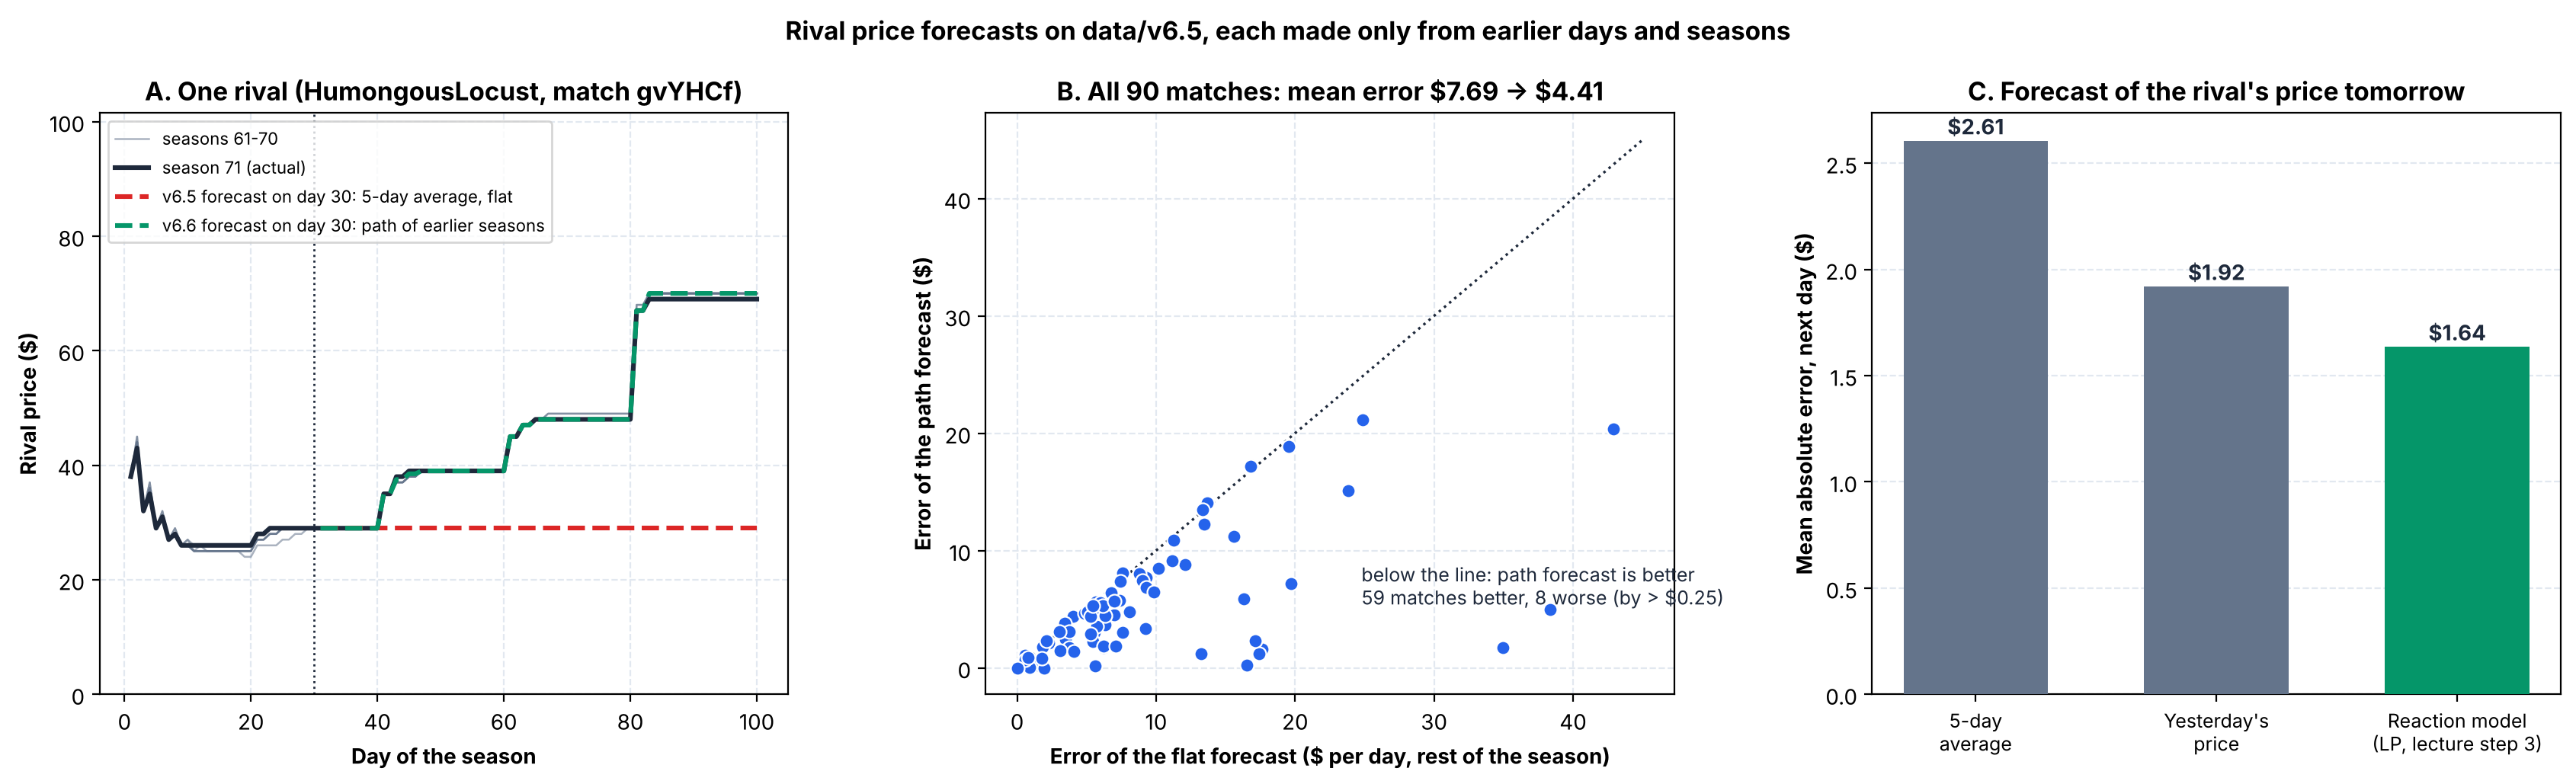 Rival price forecasts on data/v6.5, each made only from earlier days and seasons
A. One rival (HumongousLocust, match gvYHCf)
100
80
60
40
20
0
Rival price ($)
seasons 61-70
season 71 (actual)
v6.5 forecast on day 30: 5-day average, flat
v6.6 forecast on day 30: path of earlier seasons
0 20 40 60 80 100
Day of the season
B. All 90 matches: mean error $7.69 → $4.41
40
30
20
10
0
Error of the path forecast ($)
below the line: path forecast is better
59 matches better, 8 worse (by > $0.25)
0 10 20 30 40
Error of the flat forecast ($ per day, rest of the season)
C. Forecast of the rival's price tomorrow
2.5
2.0
1.5
1.0
0.5
0.0
Mean absolute error, next day ($)
$2.61
$1.92
$1.64
5-day
average
Yesterday's
price
Reaction model
(LP, lecture step 3)